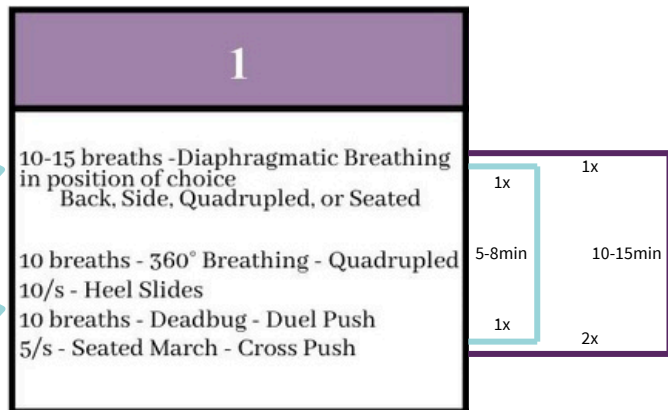 1
10-15 breaths -Diaphragmatic Breathing
in position of choice
Back, Side, Quadrupled, or Seated
10 breaths - 360° Breathing - Quadrupled
10/s - Heel Slides
10 breaths - Deadbug - Duel Push
5/s - Seated March - Cross Push
1x
1x
5-8min
10-15min
1x
2x